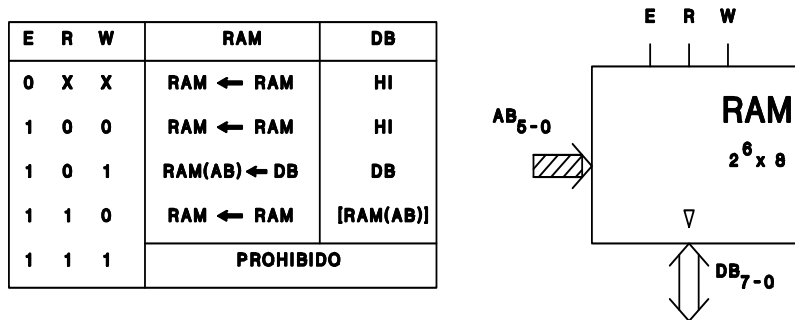 E R W RAM DB
0 X X RAM ← RAM HI
1 0 0 RAM ← RAM HI
1 0 1 RAM(AB) ← DB DB
1 1 0 RAM ← RAM [RAM(AB)]
1 1 1 PROHIBIDO
E R W
AB5-0
RAM
2^6 x 8
DB7-0